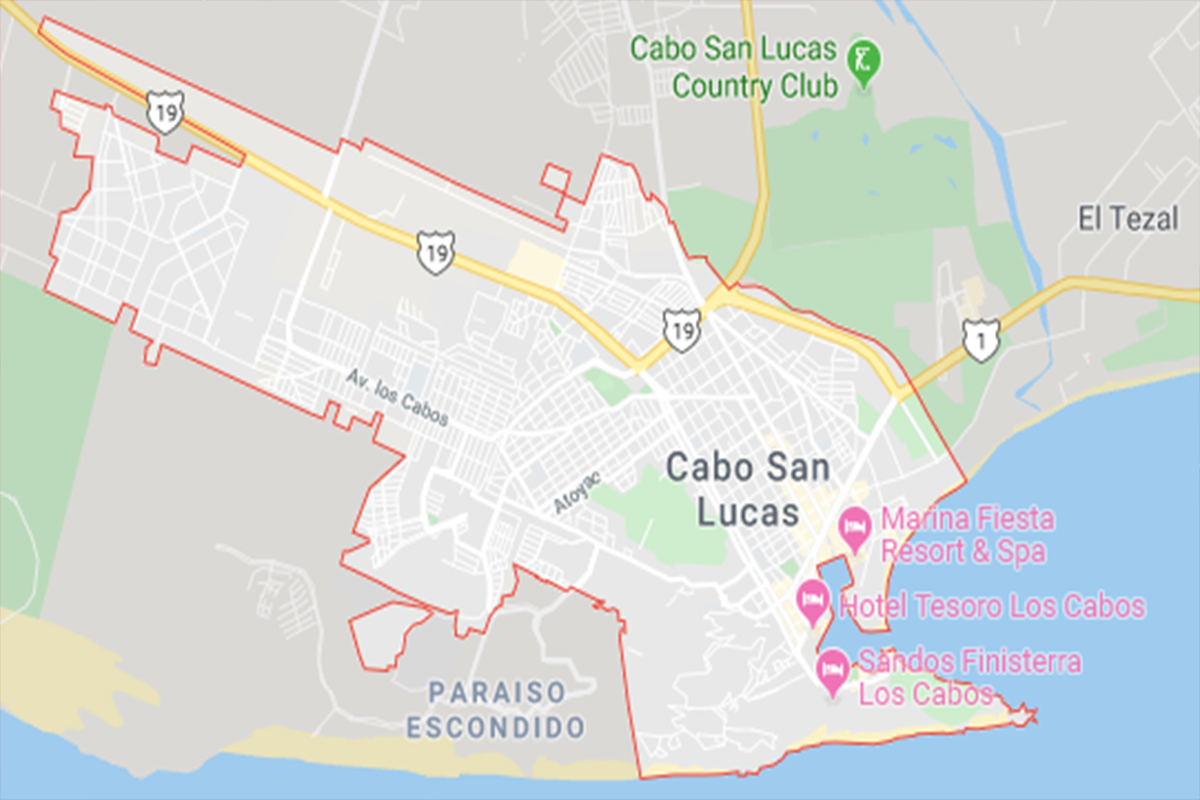 Cabo San Lucas
Country Club
19
El Tezal
19
19
1
Av. los Cabos
Cabo San
Lucas
Atoyac
Marina Fiesta
Resort & Spa
Hotel Tesoro Los Cabos
Sandos Finisterra
Los Cabos
PARAISO
ESCONDIDO